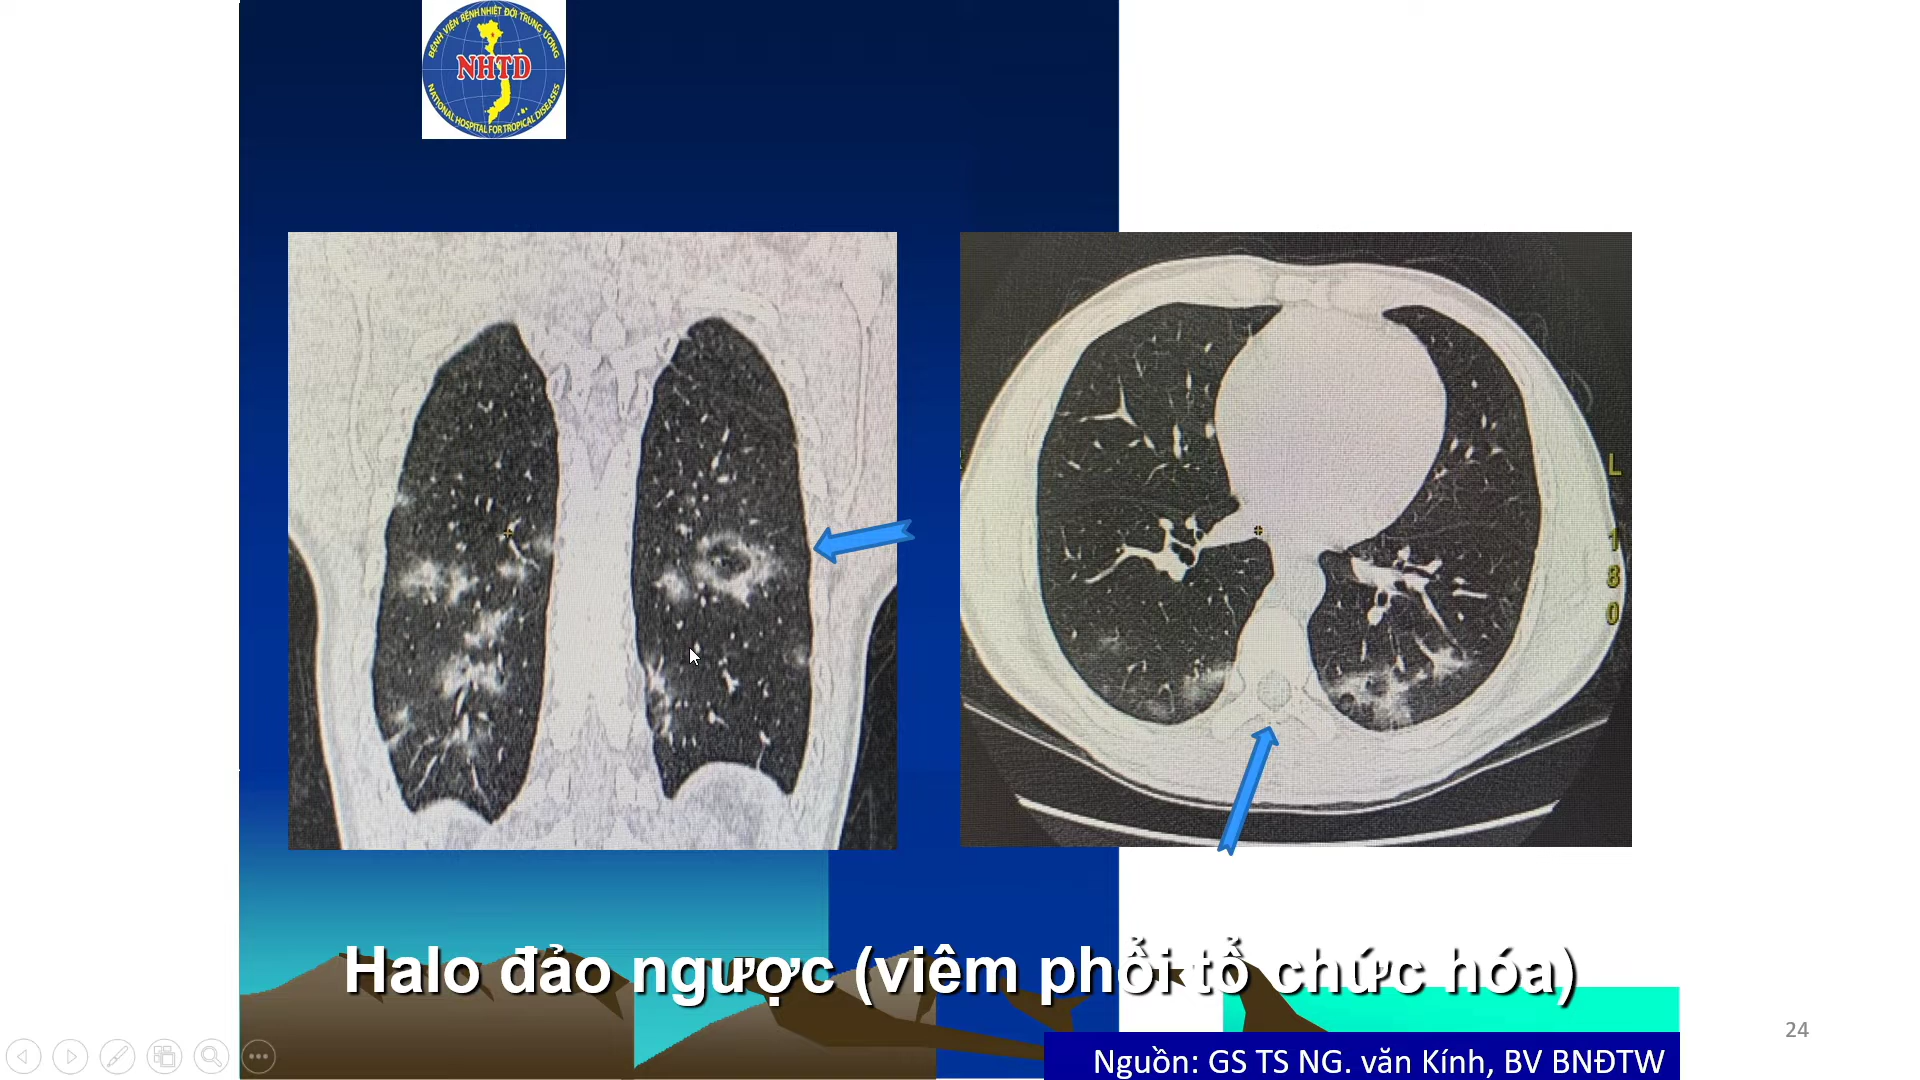 BỆNH VIỆN BỆNH NHIỆT ĐỚI TRUNG ƯƠNG
NHTD
NATIONAL HOSPITAL FOR TROPICAL DISEASES
L
1
8
0
Halo đảo ngược (viêm phổi tổ chức hóa)
24
Nguồn: GS TS NG. văn Kính, BV BNĐTW